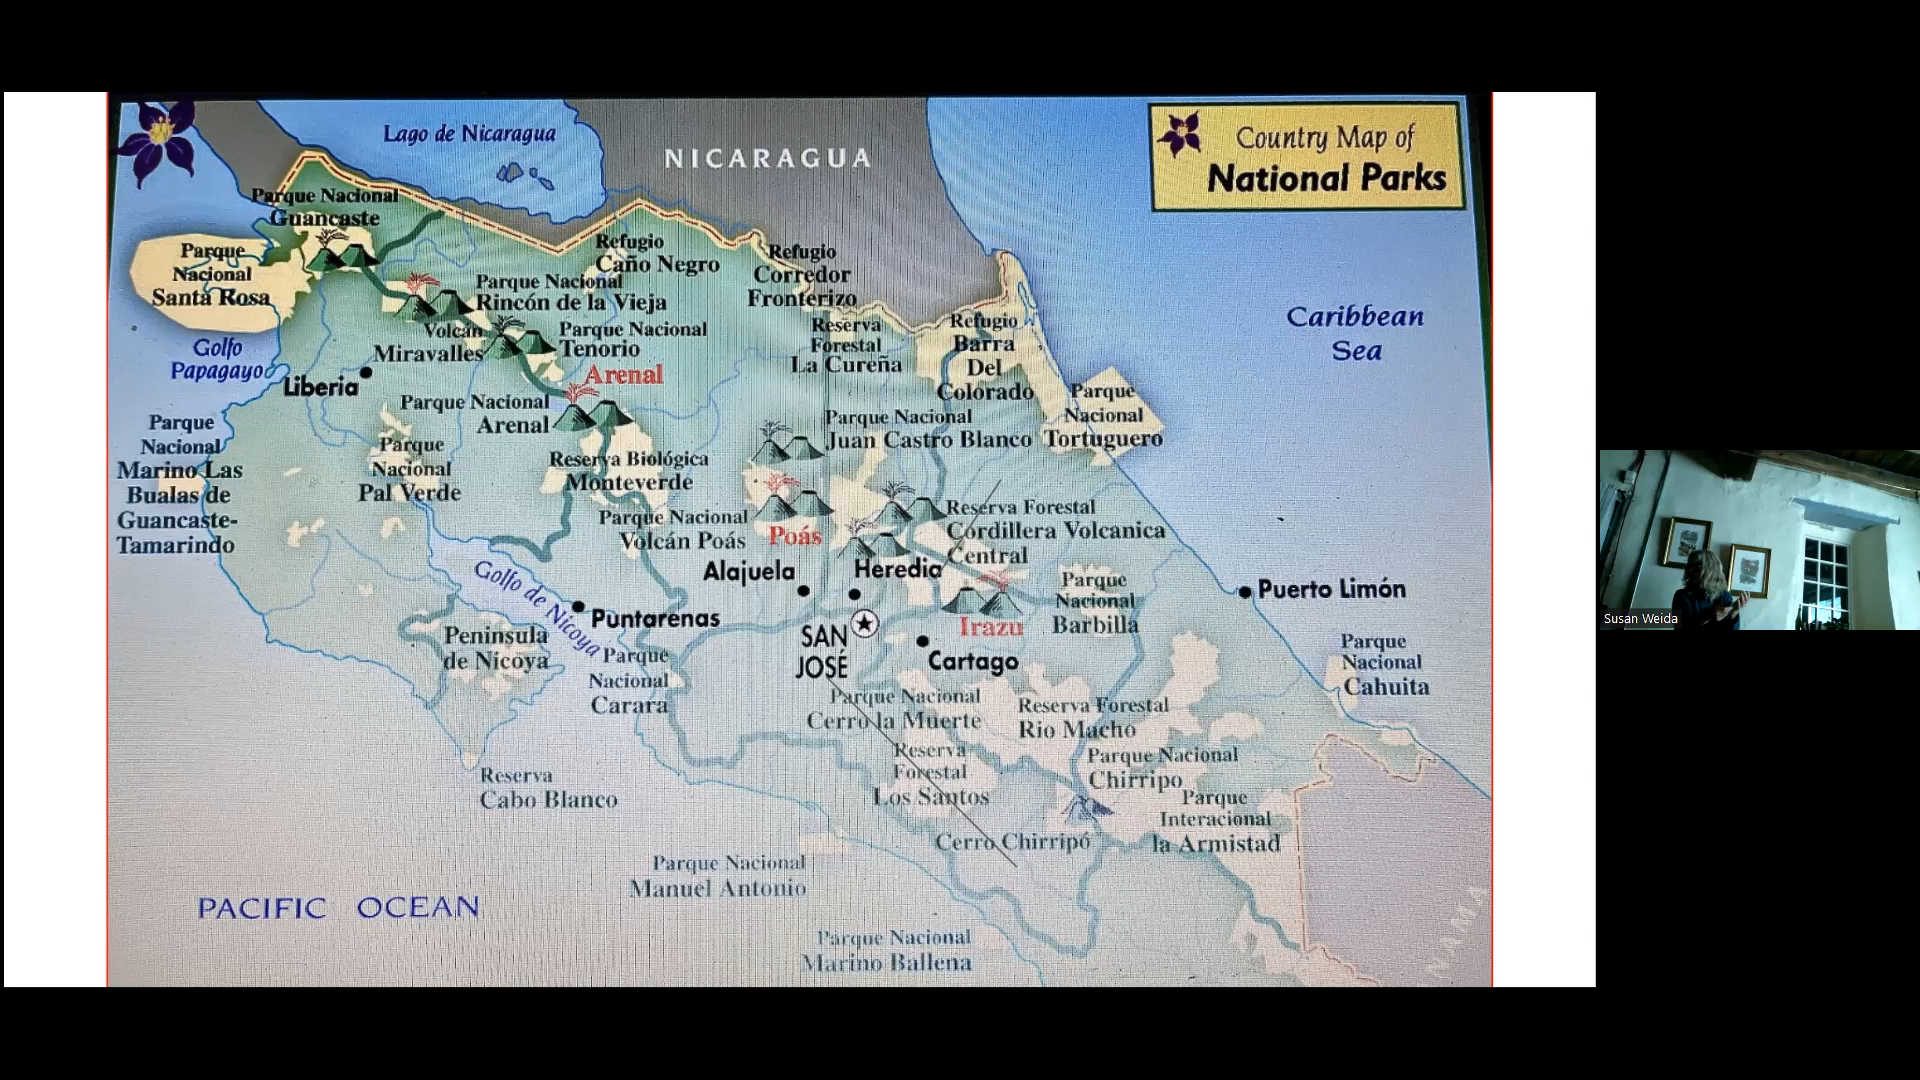 Lago de Nicaragua
NICARAGUA
Country Map of
National Parks
Parque Nacional
Guancaste
Parque
Nacional
Santa Rosa
Refugio
Caño Negro
Refugio
Corredor
Fronterizo
Parque Nacional
Rincón de la Vieja
Volcán
Miravalles
Parque Nacional
Tenorio
Reserva
Forestal
La Cureña
Refugio
Barra
Del
Colorado
Caribbean
Sea
Golfo
Papagayo
Liberia
Arenal
Parque Nacional
Arenal
Parque
Nacional
Tortuguero
Parque
Nacional
Marino Las
Bualas de
Guancaste-
Tamarindo
Parque
Nacional
Pal Verde
Reserva Biológica
Monteverde
Parque Nacional
Juan Castro Blanco
Parque Nacional
Volcán Poás
Poás
Reserva Forestal
Cordillera Volcanica
Central
Alajuela
Heredia
Golfo de Nicoya
Puntarenas
Irazu
Parque
Nacional
Barbilla
Puerto Limón
Susan Weida
Peninsula
de Nicoya
Parque
Nacional
Carara
SAN
JOSÉ
Cartago
Parque
Nacional
Cahuita
Parque Nacional
Cerro la Muerte
Reserva Forestal
Rio Macho
Reserva
Forestal
Los Santos
Parque Nacional
Chirripo
Parque
Interacional
la Armistad
Reserva
Cabo Blanco
Cerro Chirripó
Parque Nacional
Manuel Antonio
PACIFIC OCEAN
Parque Nacional
Marino Ballena
NAMA